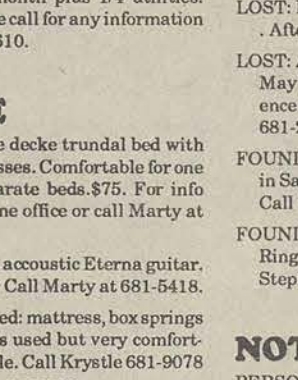 e call for any information
610.
E
e decke trundal bed with
sses. Comfortable for one
arate beds.$75. For info
ne office or call Marty at
accoustic Eterna guitar.
Call Marty at 681-5418.
ed: mattress, box springs
s used but very comfort-
le. Call Krystle 681-9078
LOST:
. Aft
LOST:
May
ence
681-
FOUN
in Sa
Call
FOUN
Ring
Step
NOT